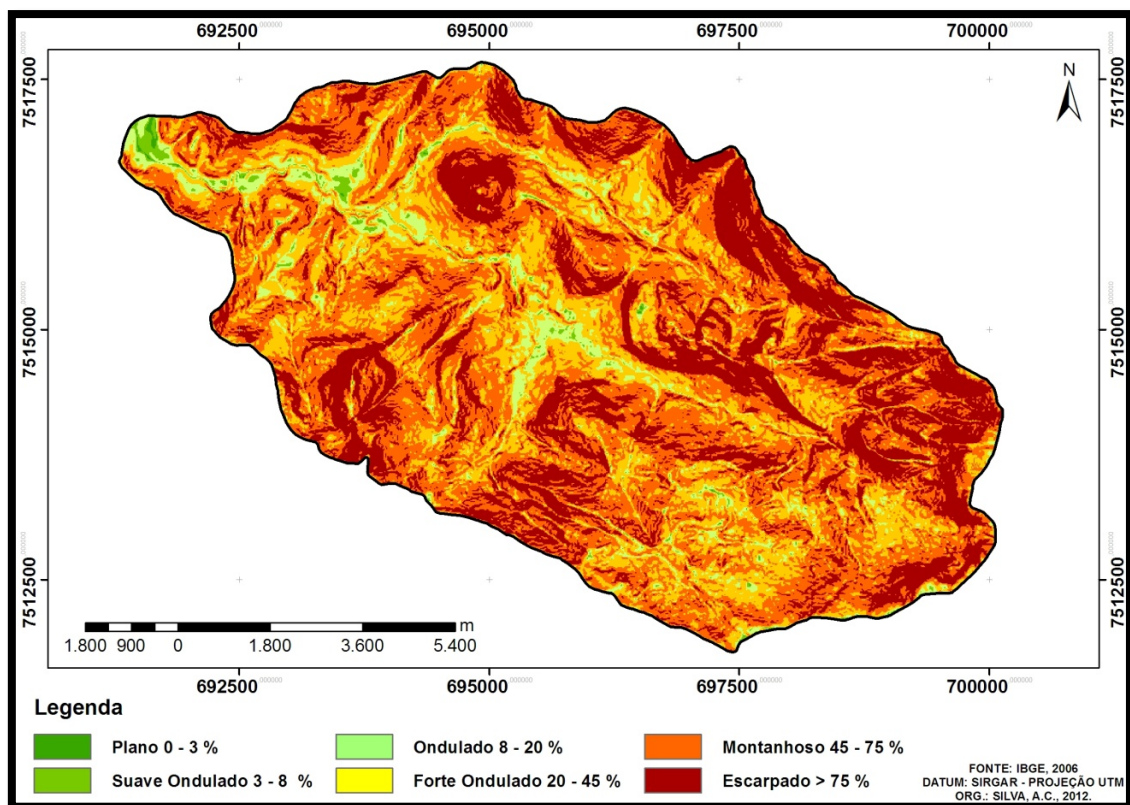 692500 695000 697500 700000
7517500 7517500
N
7515000 7515000
7512500 7512500
1.800 900 0 1.800 3.600 5.400 m
692500 695000 697500 700000
Legenda
Plano 0 - 3 % Ondulado 8 - 20 % Montanhoso 45 - 75 %
Suave Ondulado 3 - 8 % Forte Ondulado 20 - 45 % Escarpado > 75 %
FONTE: IBGE, 2006
DATUM: SIRGAR - PROJEÇÃO UTM
ORG.: SILVA, A.C., 2012.